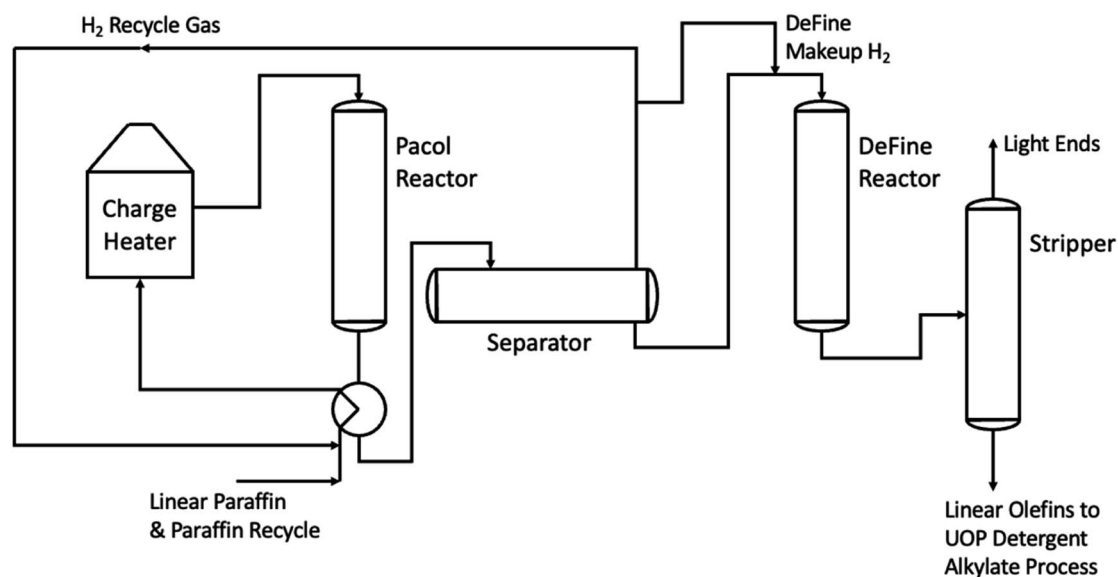 H₂ Recycle Gas
DeFine
Makeup H₂
Charge
Heater
Pacol
Reactor
DeFine
Reactor
Light Ends
Stripper
Separator
Linear Paraffin
& Paraffin Recycle
Linear Olefins to
UOP Detergent
Alkylate Process